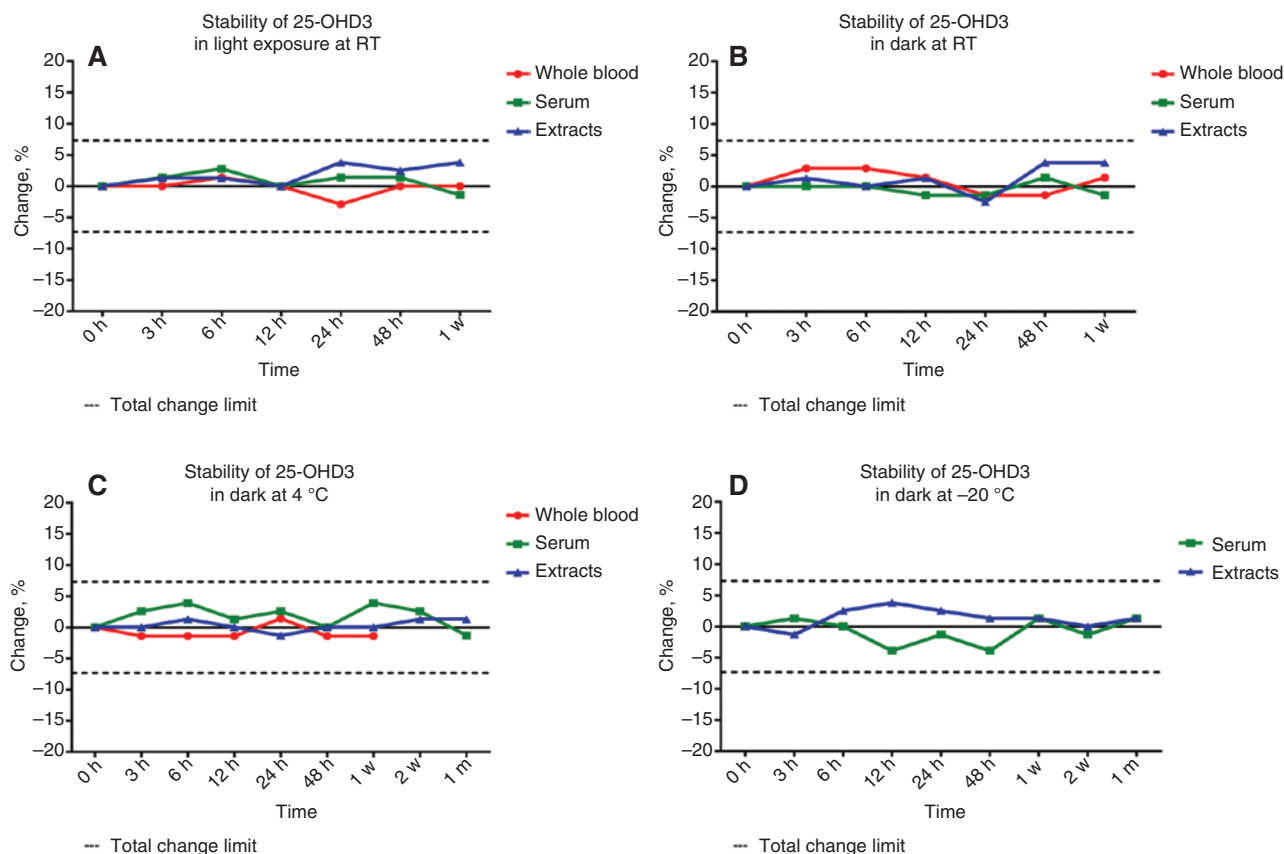 Stability of 25-OHD3
in light exposure at RT
A
20
15
10
5
0
–5
–10
–15
–20
Change, %
0 h
3 h
6 h
12 h
24 h
48 h
1 w
Time
Whole blood
Serum
Extracts
--- Total change limit
Stability of 25-OHD3
in dark at RT
B
20
15
10
5
0
–5
–10
–15
–20
Change, %
0 h
3 h
6 h
12 h
24 h
48 h
1 w
Time
Whole blood
Serum
Extracts
--- Total change limit
Stability of 25-OHD3
in dark at 4 °C
C
20
15
10
5
0
–5
–10
–15
–20
Change, %
0 h
3 h
6 h
12 h
24 h
48 h
1 w
2 w
1 m
Time
Whole blood
Serum
Extracts
--- Total change limit
Stability of 25-OHD3
in dark at –20 °C
D
20
15
10
5
0
–5
–10
–15
–20
Change, %
0 h
3 h
6 h
12 h
24 h
48 h
1 w
2 w
1 m
Time
Serum
Extracts
--- Total change limit